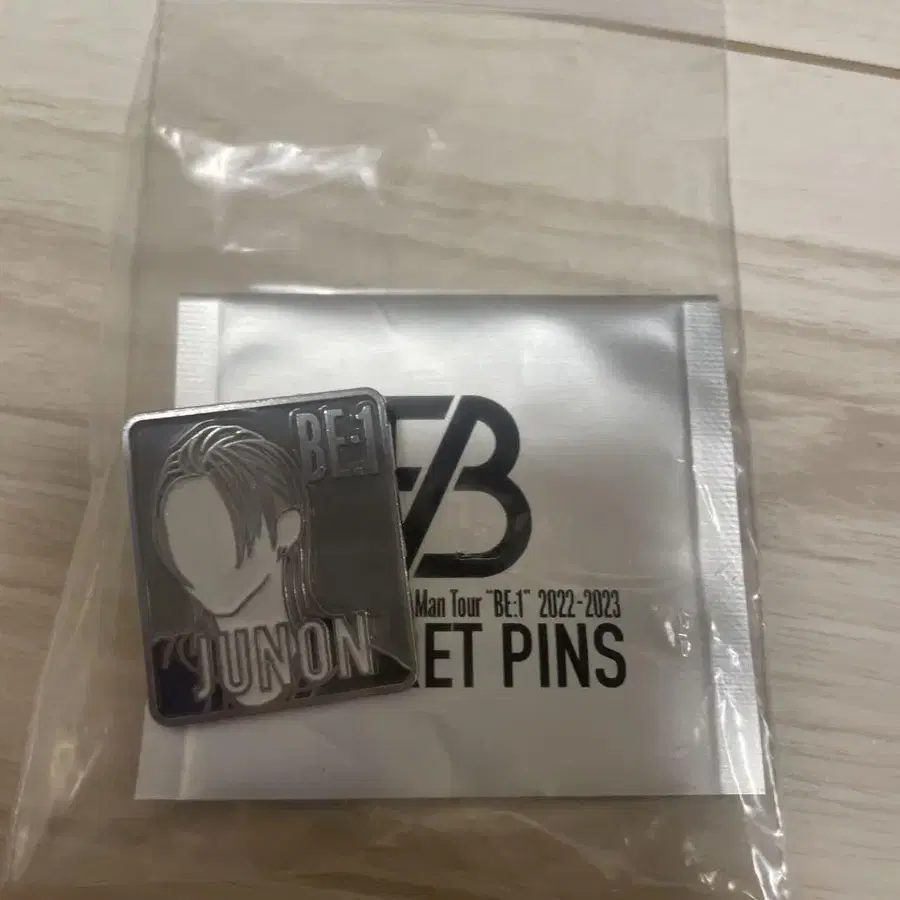 BE:1
"JUNON"
B
Man Tour "BE:1" 2022-2023
ET PINS